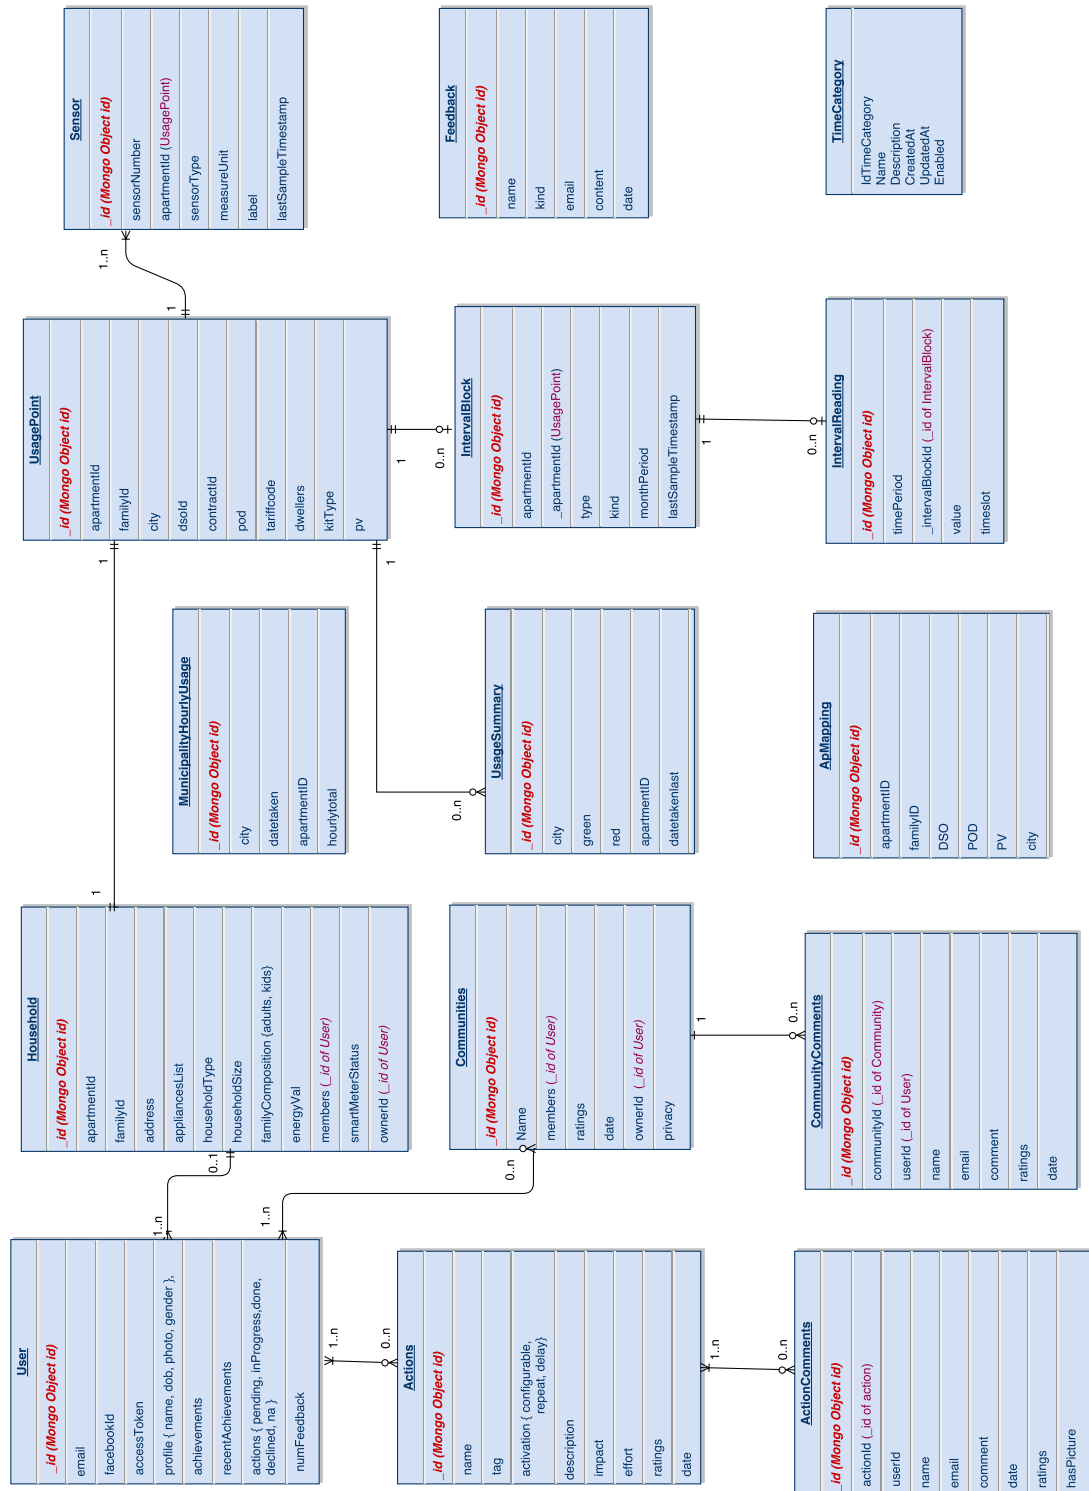 User
_id (Mongo Object id)
email
facebookId
accessToken
profile { name, dob, photo, gender },
achievements
recentAchievements
actions { pending, inProgress,done,
declined, na }
numFeedback
1..n
0..1
1..n
0..n
1..n
0..n
Household
_id (Mongo Object id)
apartmentId
familyId
address
appliancesList
householdType
householdSize
familyComposition {adults, kids}
energyVal
members (_id of User)
smartMeterStatus
ownerId (_id of User)
1
1
MunicipalityHourlyUsage
_id (Mongo Object id)
city
datetaken
apartmentID
hourlytotal
UsagePoint
_id (Mongo Object id)
apartmentId
familyId
city
dsoId
contractId
pod
tariffcode
dwellers
kitType
pv
1
1..n
Sensor
_id (Mongo Object id)
sensorNumber
apartmentId (UsagePoint)
sensorType
measureUnit
label
lastSampleTimestamp
Actions
_id (Mongo Object id)
name
tag
activation { configurable,
repeat, delay}
description
impact
effort
ratings
date
1..n
0..n
Communities
_id (Mongo Object id)
Name
members (_id of User)
ratings
date
ownerId (_id of User)
privacy
1
0..n
1
0..n
UsageSummary
_id (Mongo Object id)
city
green
red
apartmentID
datetakenlast
1
0..n
IntervalBlock
_id (Mongo Object id)
apartmentId
_apartmentId (UsagePoint)
type
kind
monthPeriod
lastSampleTimestamp
1
0..n
Feedback
_id (Mongo Object id)
name
kind
email
content
date
ActionComments
_id (Mongo Object id)
actionId (_id of action)
userId
name
email
comment
date
ratings
hasPicture
CommunityComments
_id (Mongo Object id)
communityId (_id of Community)
userId (_id of User)
name
email
comment
ratings
date
ApMapping
_id (Mongo Object id)
apartmentID
familyID
DSO
POD
PV
city
IntervalReading
_id (Mongo Object id)
timePeriod
_intervalBlockId (_id of IntervalBlock)
value
timeslot
TimeCategory
IdTimeCategory
Name
Description
CreatedAt
UpdatedAt
Enabled